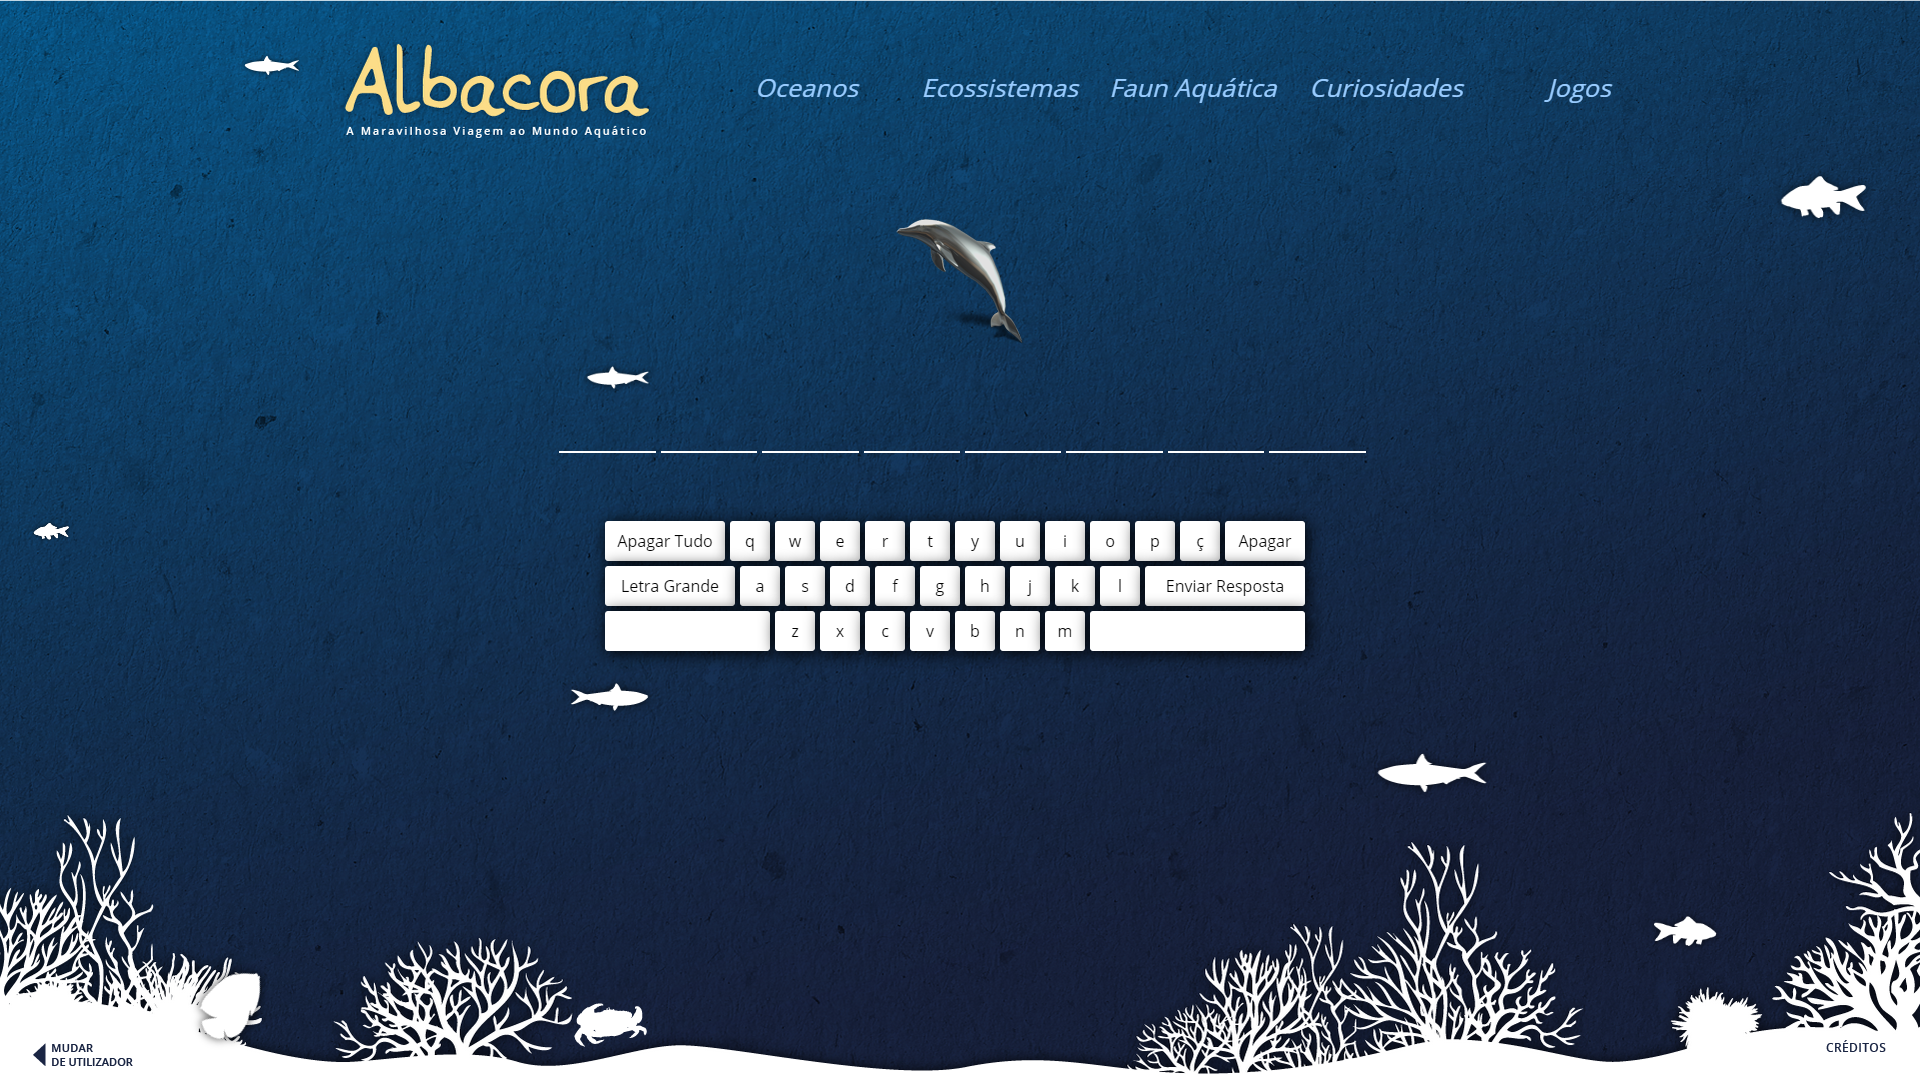 Albacora
A Maravilhosa Viagem ao Mundo Aquático
Oceanos Ecossistemas Faun Aquática Curiosidades Jogos
Apagar Tudo q w e r t y u i o p ç Apagar
Letra Grande a s d f g h j k l Enviar Resposta
z x c v b n m
MUDAR
DE UTILIZADOR
CRÉDITOS